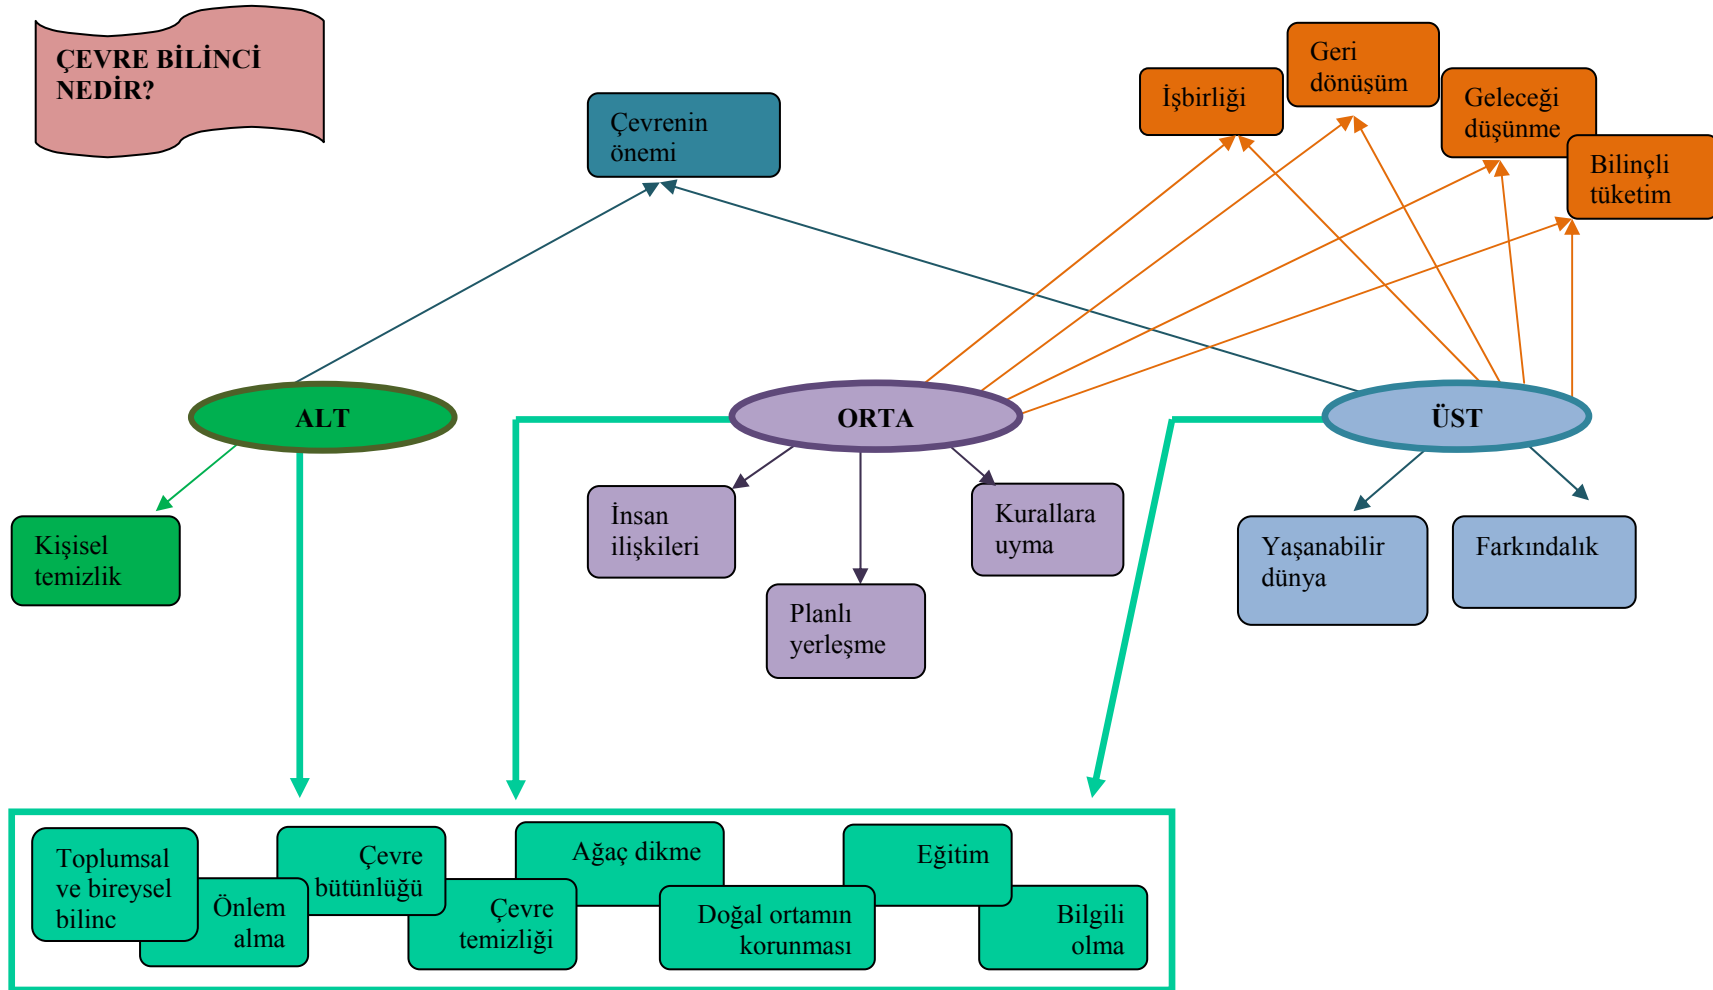 ÇEVRE BİLİNCİ
NEDİR?
Çevrenin
önemi
İşbirliği
Geri
dönüşüm
Geleceği
düşünme
Bilinçli
tüketim
ALT
ORTA
ÜST
Kişisel
temizlik
İnsan
ilişkileri
Planlı
yerleşme
Kurallara
uyma
Yaşanabilir
dünya
Farkındalık
Toplumsal
ve bireysel
bilinc
Önlem
alma
Çevre
bütünlüğü
Çevre
temizliği
Ağaç dikme
Doğal ortamın
korunması
Eğitim
Bilgili
olma